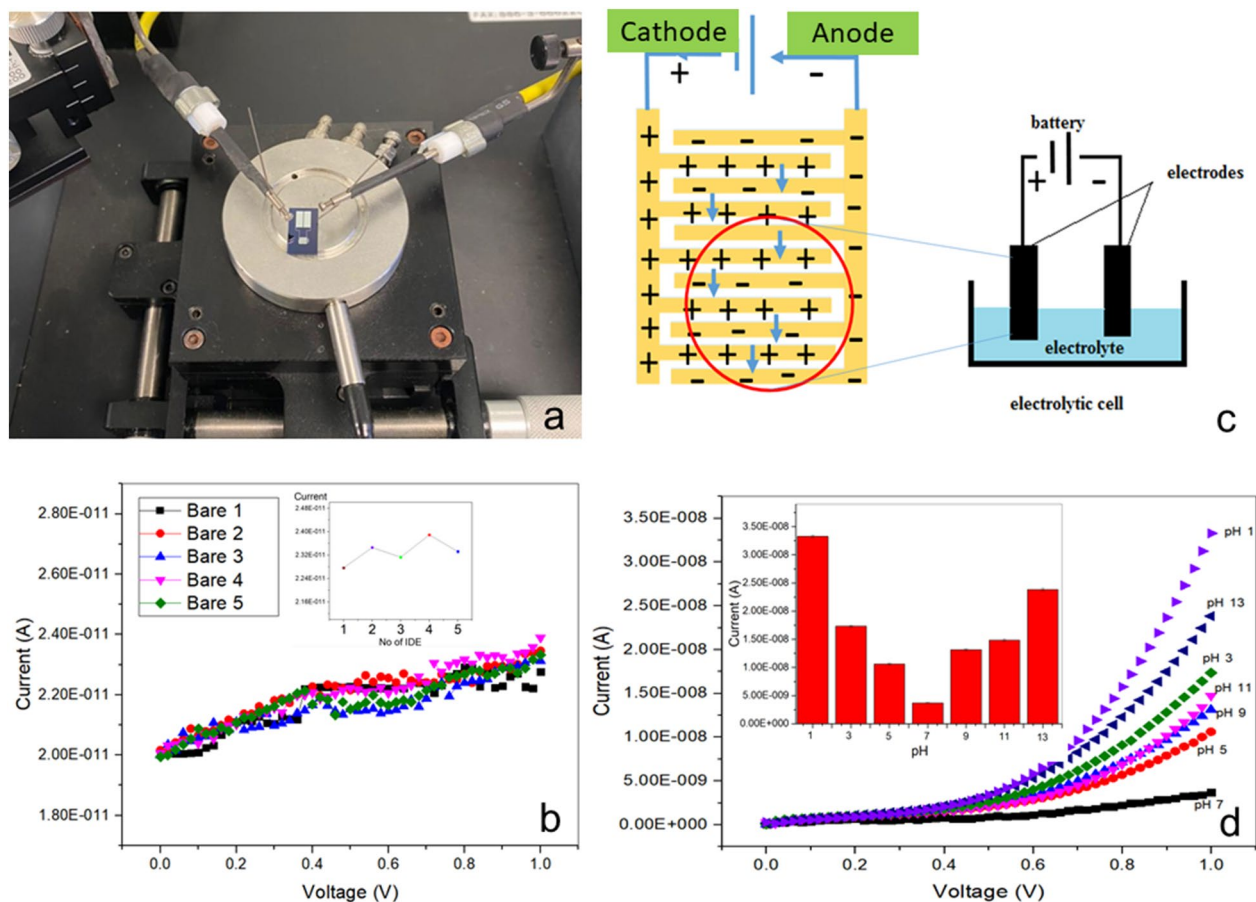 a
Cathode
Anode
+
-
battery
+
-
electrodes
electrolyte
electrolytic cell
c
2.80E-011
2.60E-011
2.40E-011
2.20E-011
2.00E-011
1.80E-011
Current (A)
Bare 1
Bare 2
Bare 3
Bare 4
Bare 5
Current
2.48E-011
2.40E-011
2.32E-011
2.24E-011
2.16E-011
1 2 3 4 5
No of IDE
b
0.0 0.2 0.4 0.6 0.8 1.0
Voltage (V)
3.50E-008
3.00E-008
2.50E-008
2.00E-008
1.50E-008
1.00E-008
5.00E-009
0.00E+000
Current (A)
3.50E-008
3.00E-008
2.50E-008
2.00E-008
1.50E-008
1.00E-008
5.00E-009
0.00E+000
Current (A)
1 3 5 7 9 11 13
pH
pH 1
pH 13
pH 3
pH 11
pH 9
pH 5
pH 7
d
0.0 0.2 0.4 0.6 0.8 1.0
Voltage (V)